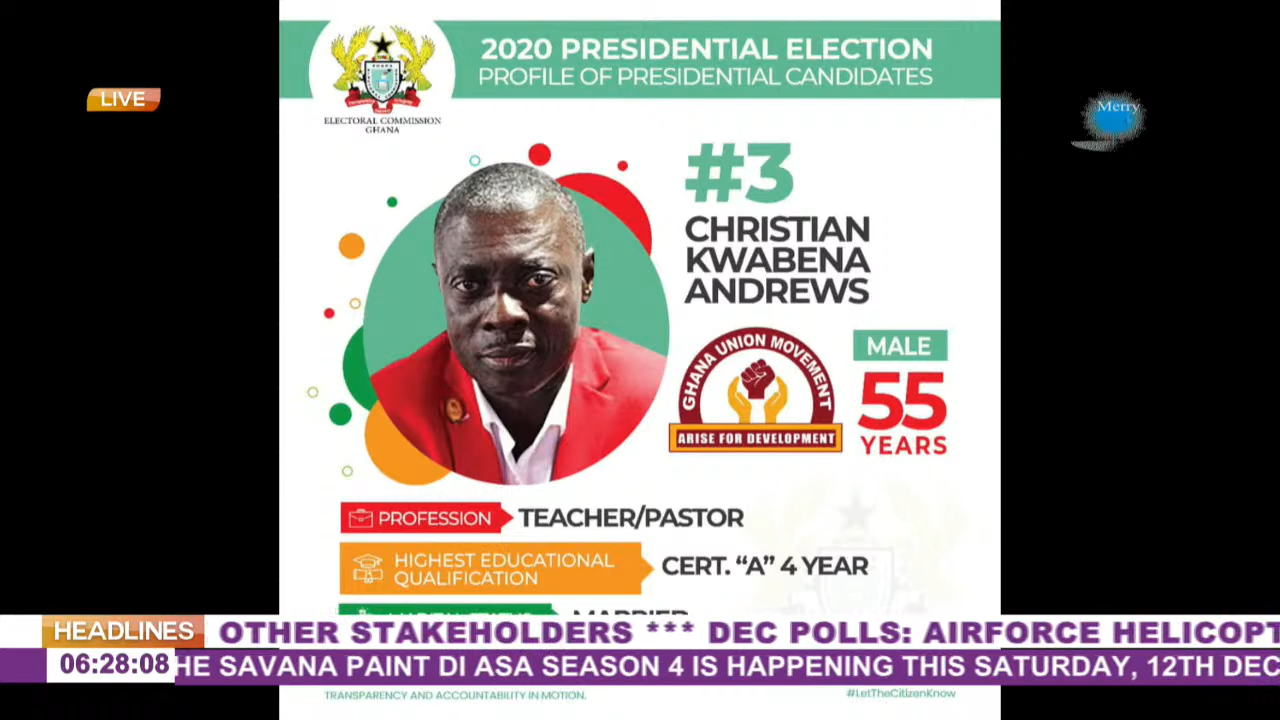 2020 PRESIDENTIAL ELECTION
PROFILE OF PRESIDENTIAL CANDIDATES
ELECTORAL COMMISSION
GHANA
LIVE
Merry
#3
CHRISTIAN
KWABENA
ANDREWS
GHANA UNION MOVEMENT
ARISE FOR DEVELOPMENT
MALE
55
YEARS
PROFESSION TEACHER/PASTOR
HIGHEST EDUCATIONAL
QUALIFICATION
CERT. “A” 4 YEAR
MARITAL STATUS MARRIED
HEADLINES OTHER STAKEHOLDERS *** DEC POLLS: AIRFORCE HELICOPT
06:28:08 HE SAVANA PAINT DI ASA SEASON 4 IS HAPPENING THIS SATURDAY, 12TH DEC
TRANSPARENCY AND ACCOUNTABILITY IN MOTION.
#LetTheCitizenKnow